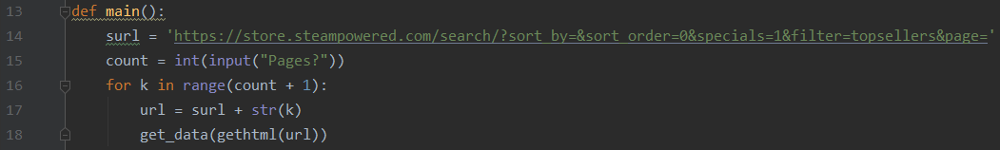 13 def main():
14 surl = 'https://store.steampowered.com/search/?sort_by=&sort_order=0&specials=1&filter=topsellers&page='
15 count = int(input("Pages?"))
16 for k in range(count + 1):
17 url = surl + str(k)
18 get_data(gethtml(url))